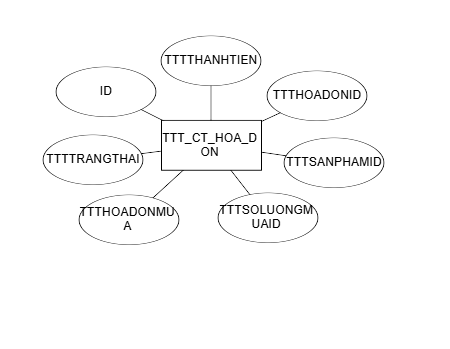 TTTTHANHTIEN
ID
TTTHOADONID
TTT_CT_HOA_D
ON
TTTTRANGTHAI
TTTSANPHAMID
TTTHOADONMU
A
TTTSOLUONGM
UAID